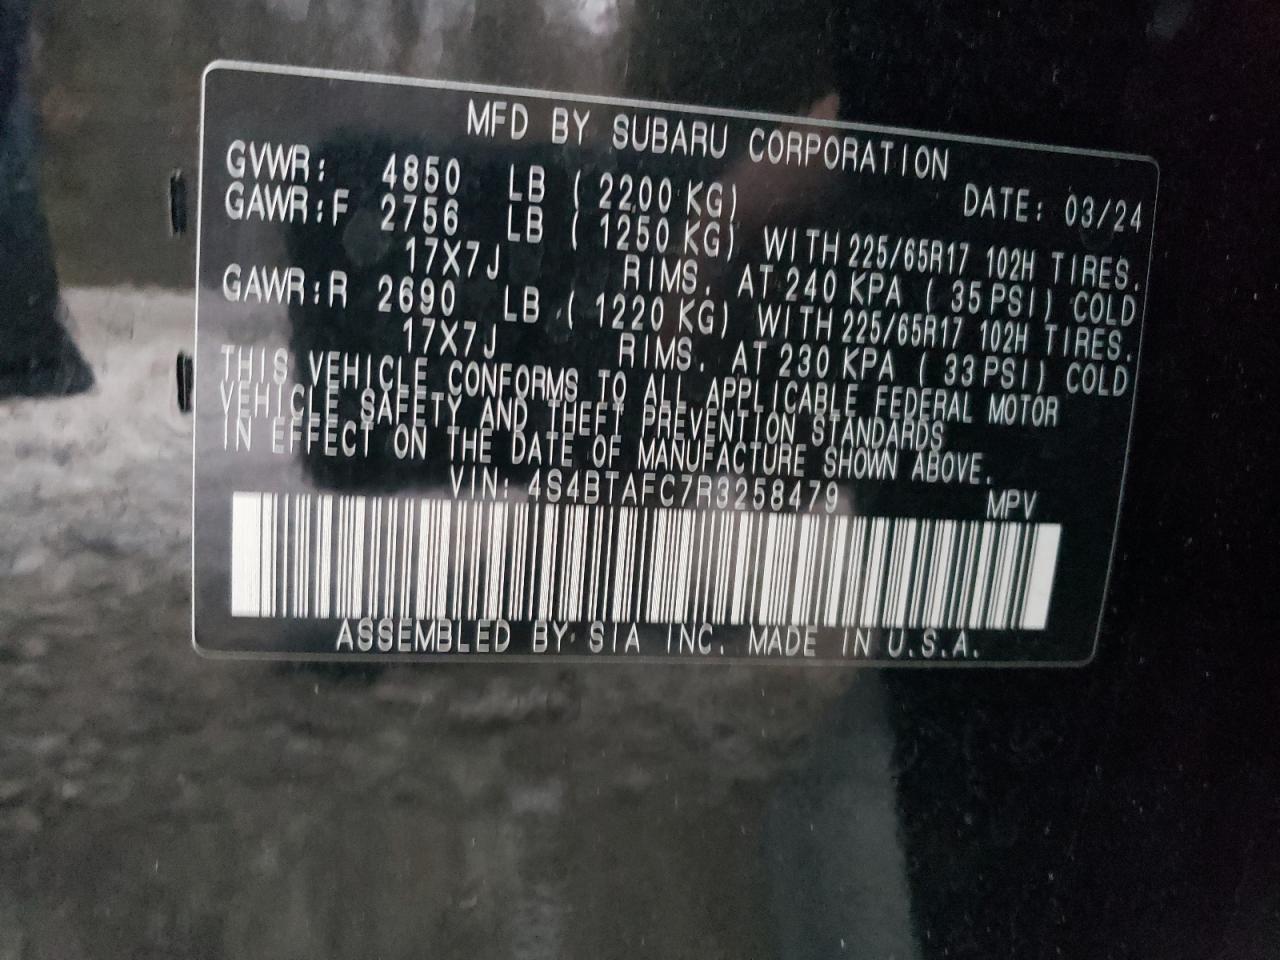 MFD BY SUBARU CORPORATION
DATE: 03/24
GVWR: 4850 LB ( 2200 KG)
GAWR:F 2756 LB ( 1250 KG) WITH 225/65R17 102H TIRES.
17X7J RIMS. AT 240 KPA ( 35 PSI) COLD
GAWR:R 2690 LB ( 1220 KG) WITH 225/65R17 102H TIRES.
17X7J RIMS. AT 230 KPA ( 33 PSI) COLD
THIS VEHICLE CONFORMS TO ALL APPLICABLE FEDERAL MOTOR
VEHICLE SAFETY AND THEFT PREVENTION STANDARDS
IN EFFECT ON THE DATE OF MANUFACTURE SHOWN ABOVE.
VIN: 4S4BTAFC7R3258479 MPV
ASSEMBLED BY SIA INC. MADE IN U.S.A.